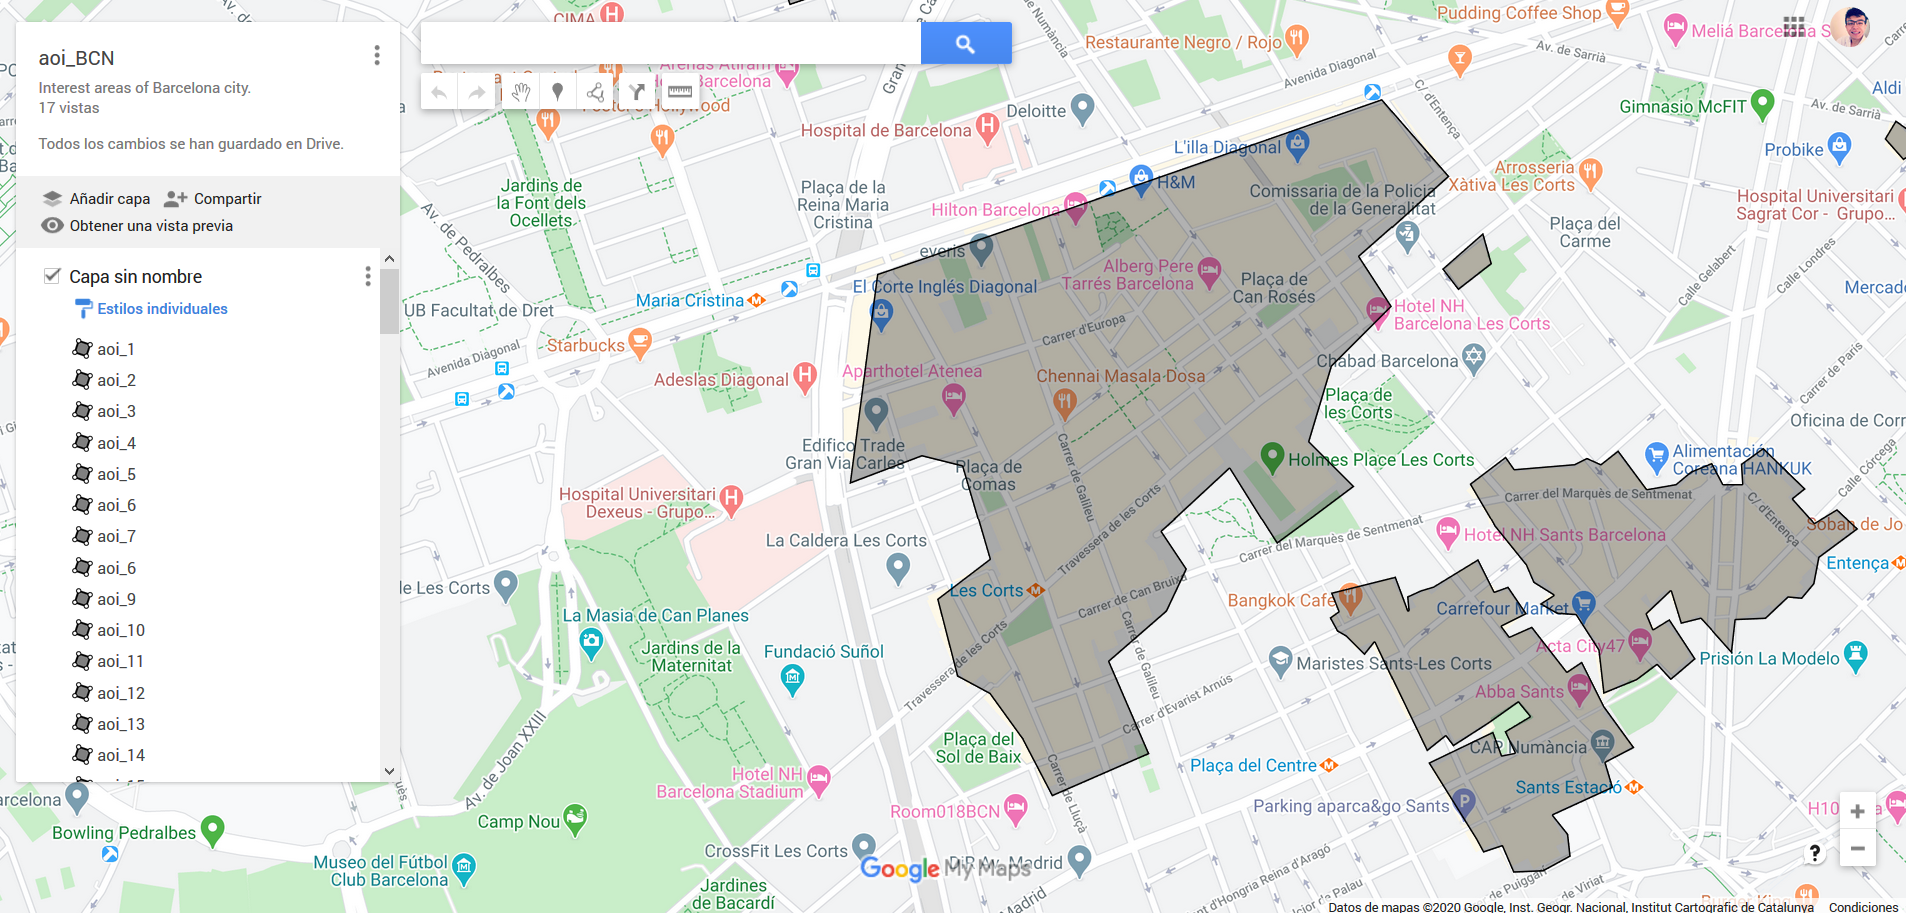 aoi_BCN
Interest areas of Barcelona city.
17 vistas
Todos los cambios se han guardado en Drive.
Añadir capa
Compartir
Obtener una vista previa
Capa sin nombre
Estilos individuales
aoi_1
aoi_2
aoi_3
aoi_4
aoi_5
aoi_6
aoi_7
aoi_6
aoi_9
aoi_10
aoi_11
aoi_12
aoi_13
aoi_14
CIMA
Pudding Coffee Shop
Restaurante Negro / Rojo
Meliá Barcelona S
Av. de Sarrià
Avenida Diagonal
C/ d'Entença
Aldi
Deloitte
Gimnasio McFIT
Av. de Sarrià
Hospital de Barcelona
L'illa Diagonal
Probike
Arrosseria
Xàtiva Les Corts
H&M
Jardins de
la Font dels
Ocellets
Plaça de la
Reina Maria
Cristina
Comissaria de la Policia
de la Generalitat
Hospital Universitari
Sagrat Cor - Grupo...
Hilton Barcelona
Plaça del
Carme
Av. de Pedralbes
everis
Alberg Pere
Tarrés Barcelona
Plaça de
Can Rosés
Calle Gelabert
Calle Londres
El Corte Inglés Diagonal
Mercado
Maria Cristina
UB Facultat de Dret
Hotel NH
Barcelona Les Corts
Carrer d'Europa
Starbucks
Avenida Diagonal
Chabad Barcelona
Carrer de París
Adeslas Diagonal
Aparthotel Atenea
Chennai Masala Dosa
Plaça de
les Corts
Oficina de Corr
Edifico Trade
Gran Via Carles
Plaça de
Comas
Carrer de Galileu
Holmes Place Les Corts
Alimentación
Coreana HANKUK
Calle Còrcega
Hospital Universitari
Dexeus - Grupo...
Travessera de les Corts
Carrer del Marquès de Sentmenat
C/ d'Entença
Soban de Jo
La Caldera Les Corts
Carrer del Marquès de Sentmenat
Hotel NH Sants Barcelona
Entença
de Les Corts
Les Corts
Carrer de Can Bruixa
Bangkok Cafe
Carrefour Market
La Masia de Can Planes
Jardins de la
Maternitat
Fundació Suñol
Travessera de les Corts
Carrer de Galileu
Maristes Sants-Les Corts
Acta City47
Prisión La Modelo
Abba Sants
Carrer d'Evarist Arnús
Av. de Joan XXIII
Plaça del
Sol de Baix
CAP Numància
Plaça del Centre
Sants Estació
Hotel NH
Barcelona Stadium
Room018BCN
Carrer de Lluçà
Parking aparca&go Sants
H10
Camp Nou
Bowling Pedralbes
CrossFit Les Corts
Museo del Fútbol
Club Barcelona
Google My Maps
Madrid
Jardines
de Bacardí
Datos de mapas ©2020 Google, Inst. Geogr. Nacional, Institut Cartogràfic de Catalunya
Condiciones